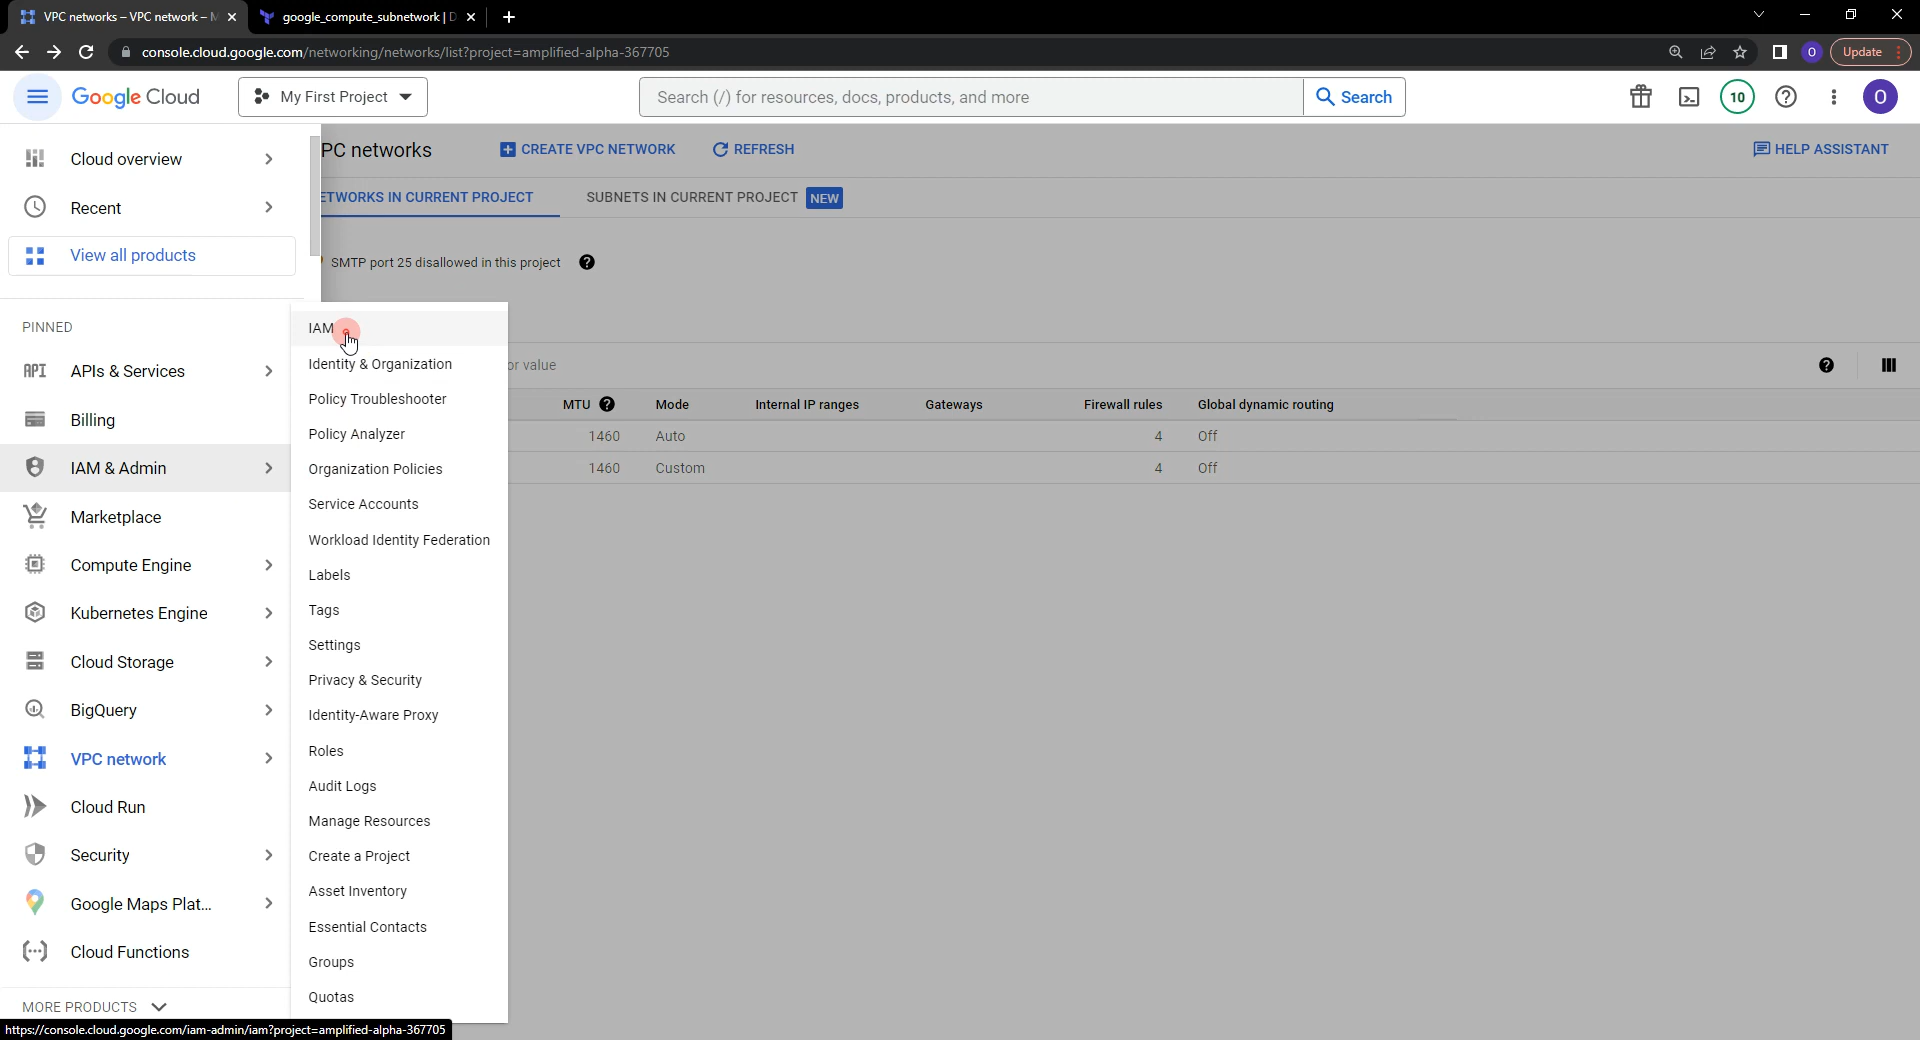 VPC networks – VPC network – M
google_compute_subnetwork | D
console.cloud.google.com/networking/networks/list?project=amplified-alpha-367705
O
Update
Google Cloud
My First Project
Search (/) for resources, docs, products, and more
Search
10
O
Cloud overview
Recent
View all products
PINNED
API
APIs & Services
Billing
IAM & Admin
Marketplace
Compute Engine
Kubernetes Engine
Cloud Storage
BigQuery
VPC network
Cloud Run
Security
Google Maps Plat...
Cloud Functions
MORE PRODUCTS
IAM
Identity & Organization
Policy Troubleshooter
Policy Analyzer
Organization Policies
Service Accounts
Workload Identity Federation
Labels
Tags
Settings
Privacy & Security
Identity-Aware Proxy
Roles
Audit Logs
Manage Resources
Create a Project
Asset Inventory
Essential Contacts
Groups
Quotas
PC networks
CREATE VPC NETWORK
REFRESH
HELP ASSISTANT
ETWORKS IN CURRENT PROJECT
SUBNETS IN CURRENT PROJECT NEW
SMTP port 25 disallowed in this project
or value
MTU Mode Internal IP ranges Gateways Firewall rules Global dynamic routing
1460 Auto 4 Off
1460 Custom 4 Off
https://console.cloud.google.com/iam-admin/iam?project=amplified-alpha-367705